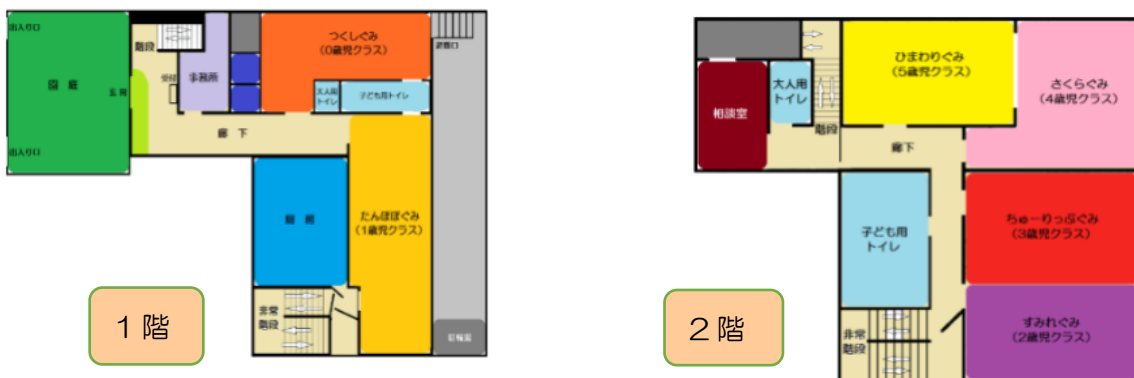 出入り口
園 庭
出入り口
玄関
階段
受付
事務所
つくしぐみ
(0歳児クラス)
大人用
トイレ
子ども用トイレ
廊 下
厨 房
たんぽぽぐみ
(1歳児クラス)
非常
階段
駐輪場
1階
ひまわりぐみ
(5歳児クラス)
さくらぐみ
(4歳児クラス)
相談室
大人用
トイレ
階段
廊下
子ども用
トイレ
ちゅーりっぷぐみ
(3歳児クラス)
すみれぐみ
(2歳児クラス)
非常
階段
2階